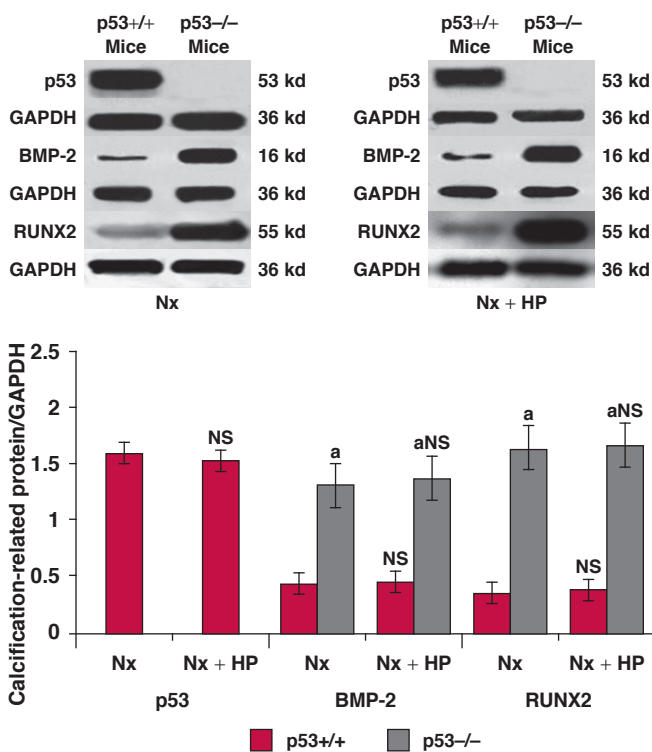 p53+/+ p53–/–
Mice Mice
p53 53 kd
GAPDH 36 kd
BMP-2 16 kd
GAPDH 36 kd
RUNX2 55 kd
GAPDH 36 kd
Nx
p53+/+ p53–/–
Mice Mice
p53 53 kd
GAPDH 36 kd
BMP-2 16 kd
GAPDH 36 kd
RUNX2 55 kd
GAPDH 36 kd
Nx + HP
Calcification-related protein/GAPDH
2.5
2
1.5
1
0.5
0
NS
a
NS
aNS
a
NS
aNS
Nx Nx + HP Nx Nx + HP Nx Nx + HP
p53 BMP-2 RUNX2
p53+/+ p53–/–